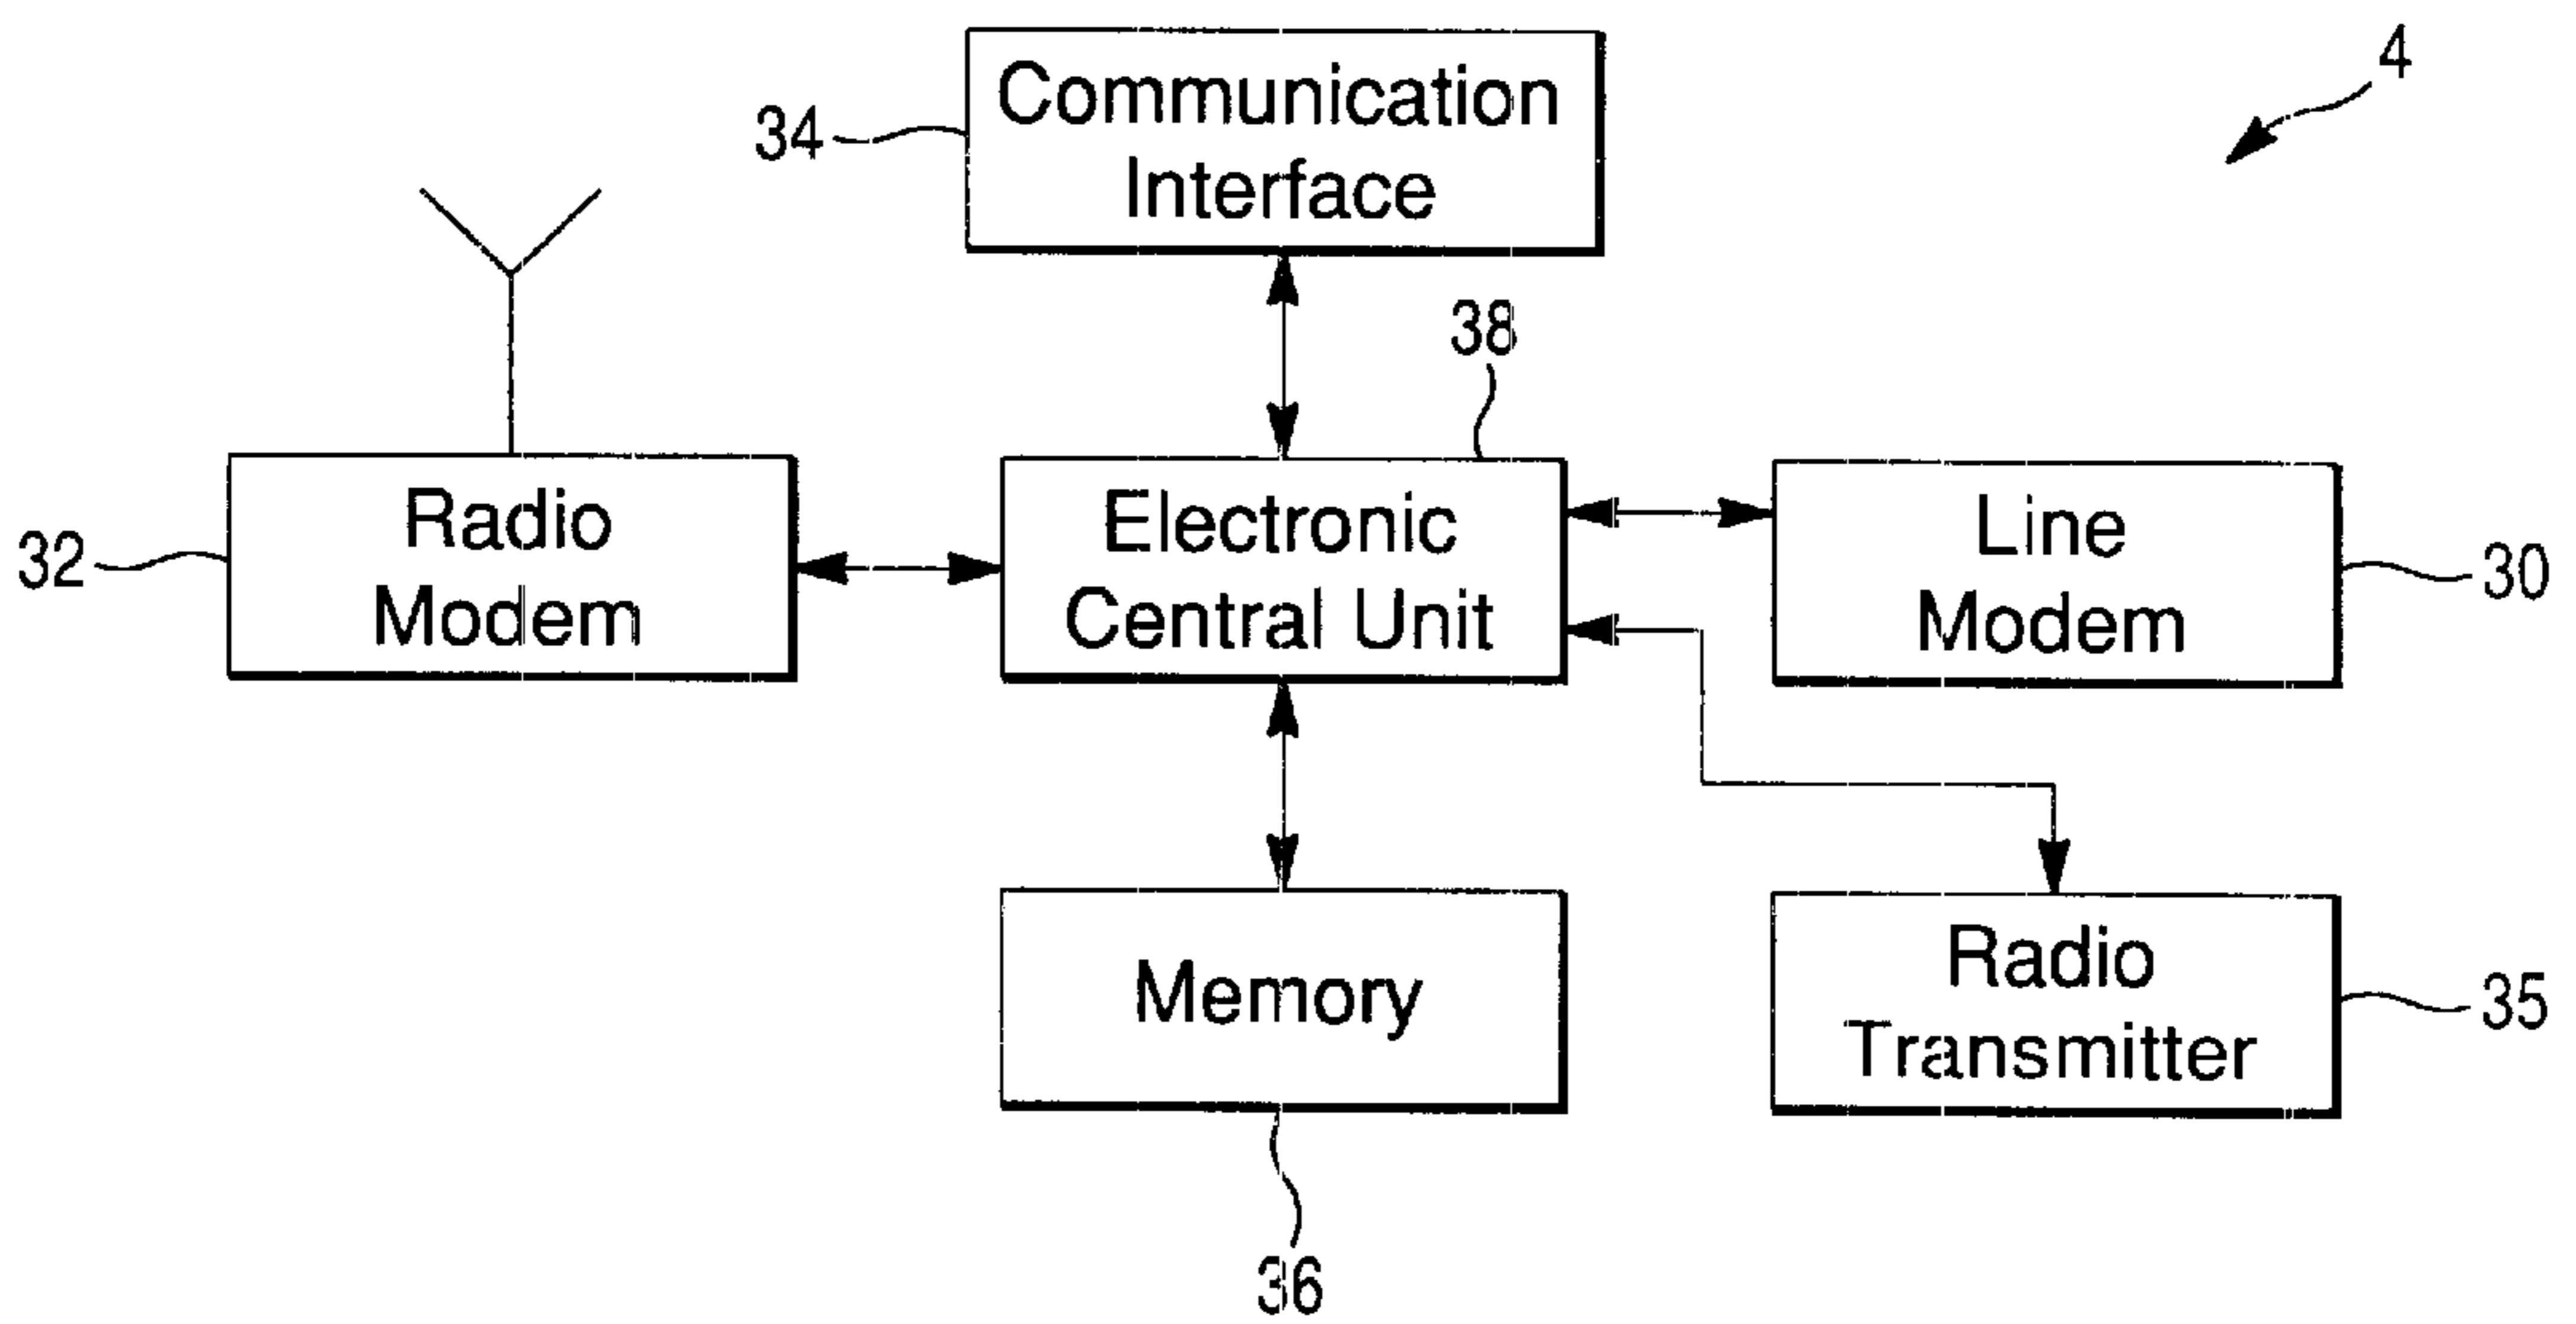 4
34
Communication
Interface
38
32
Radio
Modem
Electronic
Central Unit
Line
Modem
30
Memory
36
Radio
Transmitter
35